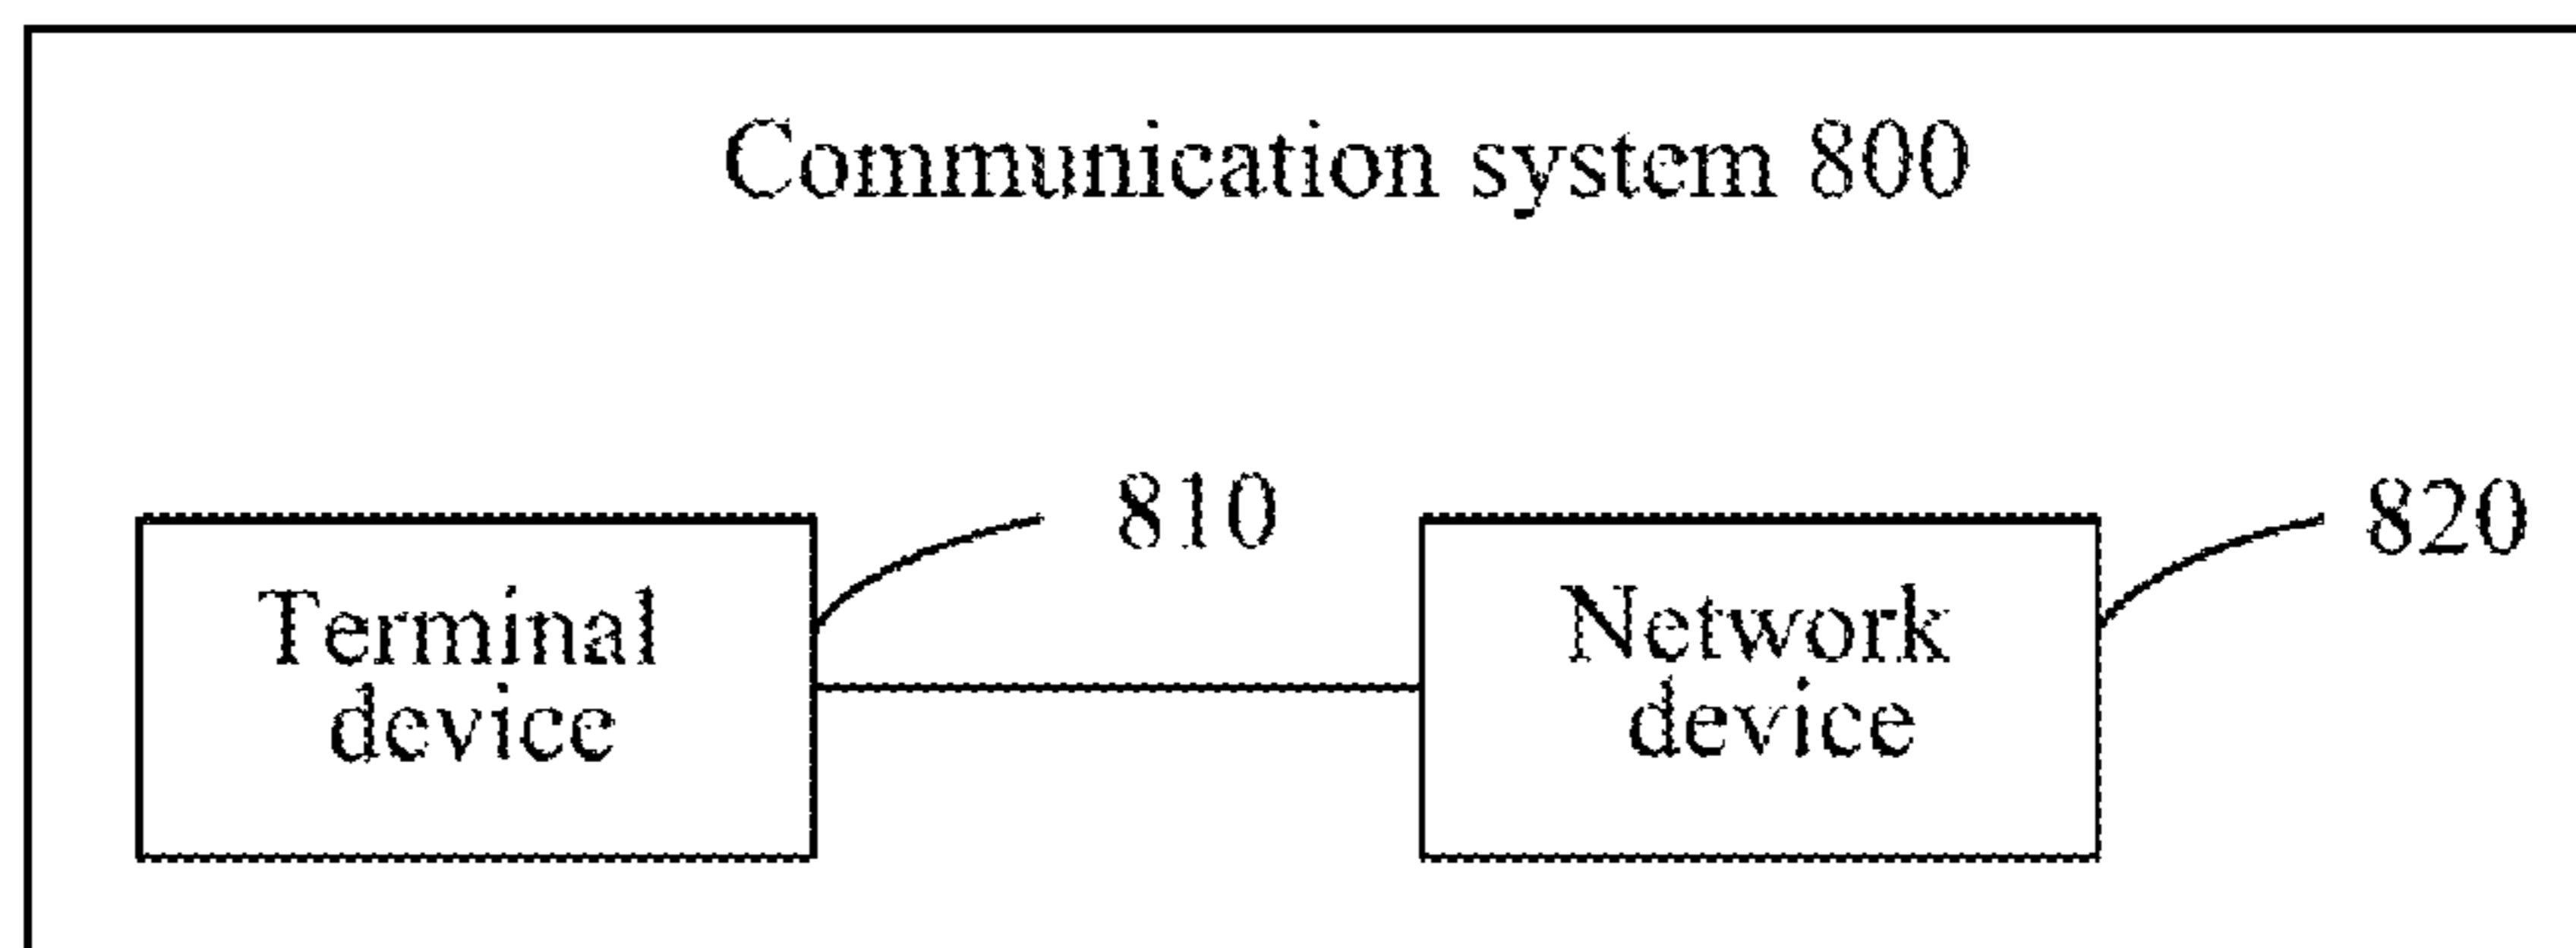 Communication system 800
810
820
Terminal
device
Network
device